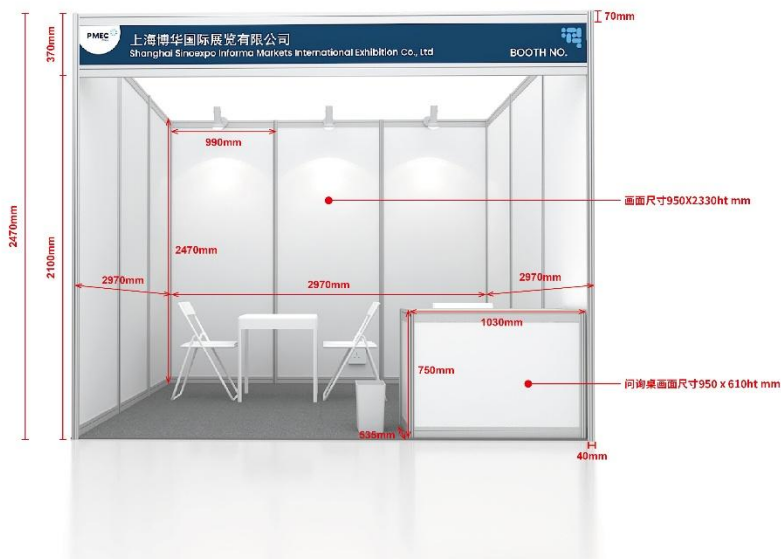 70mm
370mm
PMEC
上海博华国际展览有限公司
Shanghai Sinoexpo Informa Markets International Exhibition Co., Ltd
BOOTH NO.
990mm
画面尺寸950X2330ht mm
2470mm
2100mm
2470mm
2970mm
2970mm
2970mm
1030mm
750mm
问询桌画面尺寸950 x 610ht mm
535mm
40mm